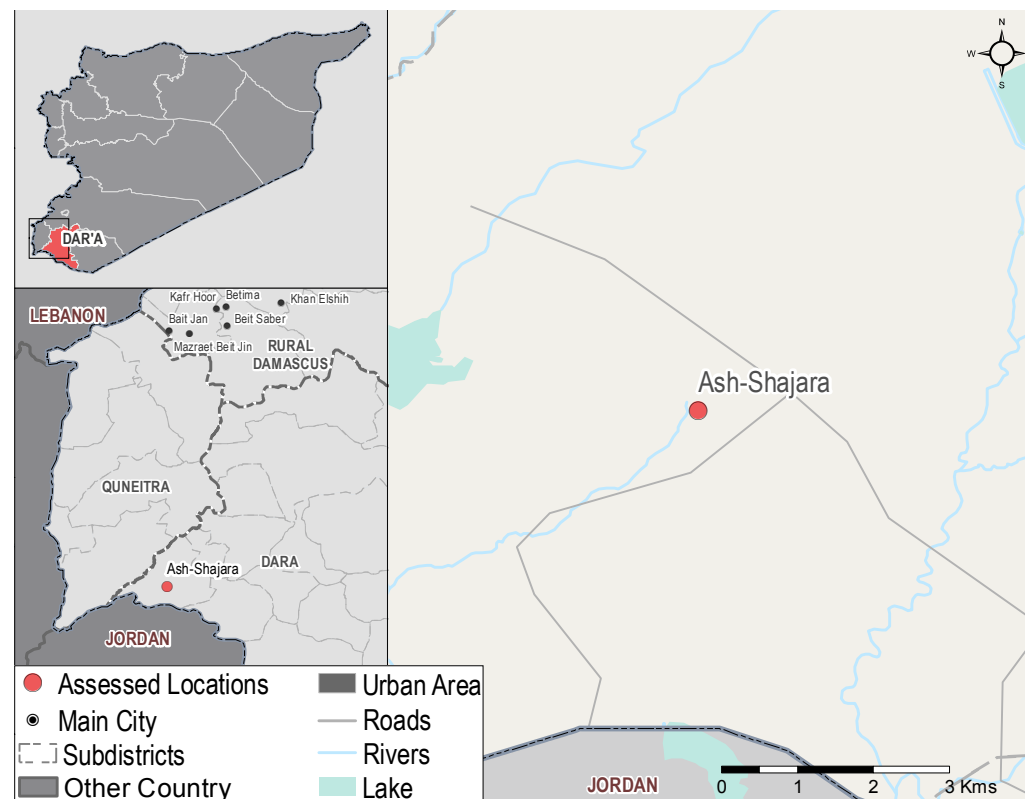 DAR'A
LEBANON
Kafr Hoor
Betima
Khan Elshih
Bait Jan
Beit Saber
Mazraet Beit Jin
RURAL
DAMASCUS
QUNEITRA
DARA
Ash-Shajara
JORDAN
N
W
S
Ash-Shajara
JORDAN
0 1 2 3 Kms
Assessed Locations
Main City
Subdistricts
Other Country
Urban Area
Roads
Rivers
Lake